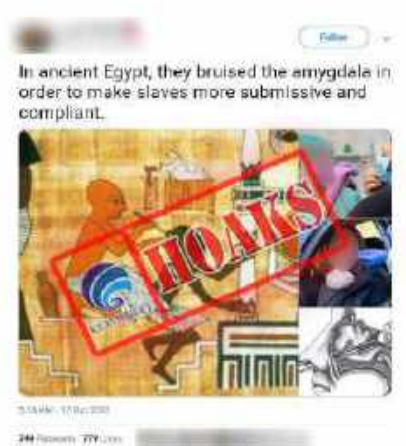 Follow
In ancient Egypt, they bruised the amygdala in
order to make slaves more submissive and
compliant.
HOAKS